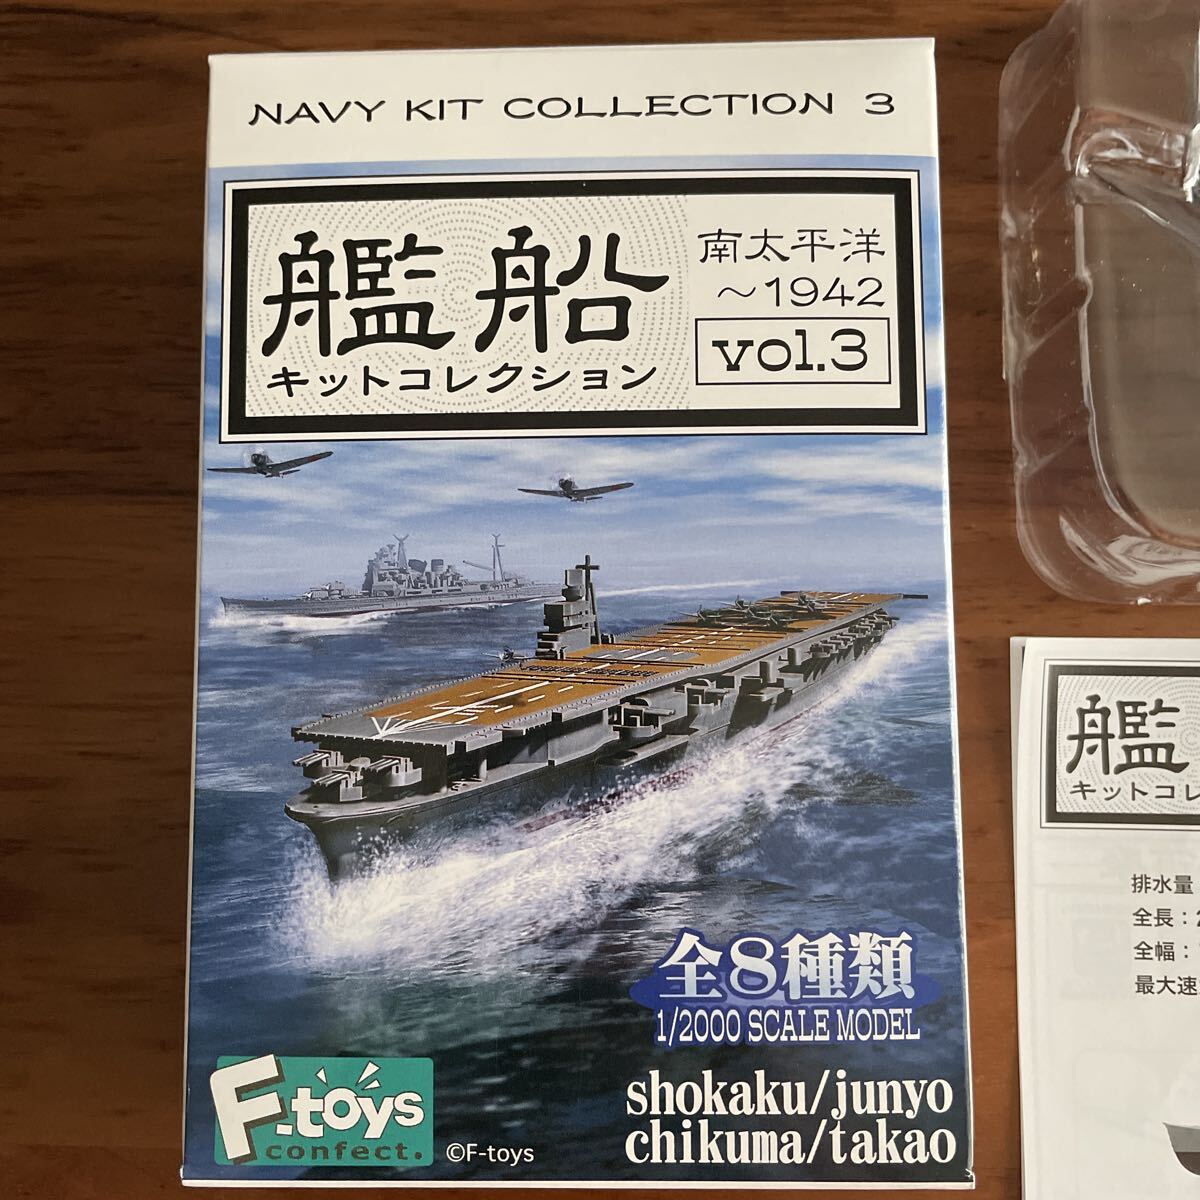 NAVY KIT COLLECTION 3
艦船
キットコレクション
南太平洋
～1942
vol.3
全8種類
1/2000 SCALE MODEL
shokaku/junyo
chikuma/takao
F-toys
confect.
©F-toys
艦
キットコレ
排水量
全長：
全幅：
最大速